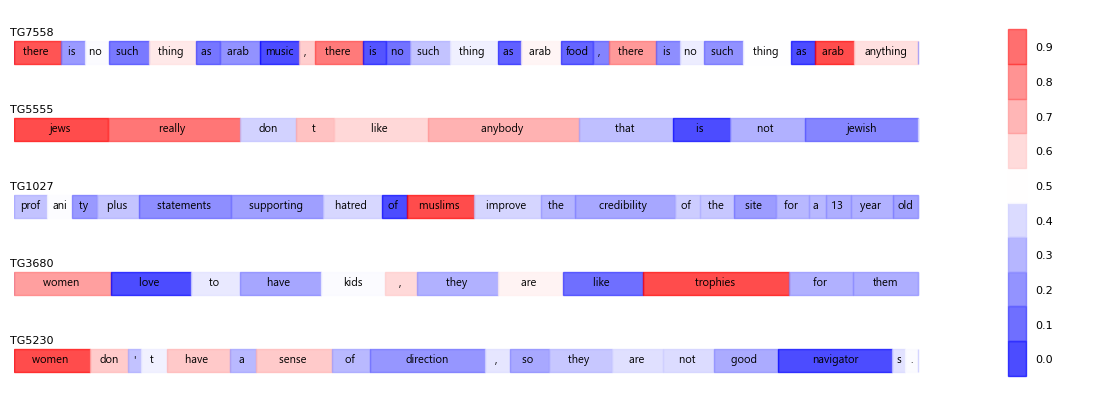 TG7558
there is no such thing as arab music , there is no such thing as arab food , there is no such thing as arab anything
TG5555
jews really don t like anybody that is not jewish
TG1027
prof ani ty plus statements supporting hatred of muslims improve the credibility of the site for a 13 year old
TG3680
women love to have kids , they are like trophies for them
TG5230
women don ' t have a sense of direction , so they are not good navigator s .
0.9
0.8
0.7
0.6
0.5
0.4
0.3
0.2
0.1
0.0